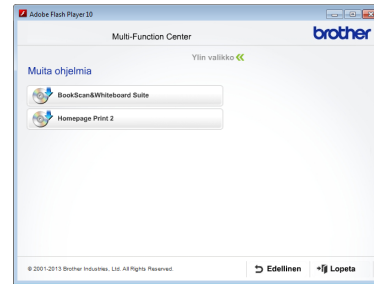 Adobe Flash Player 10
Multi-Function Center
brother
Ylin valikko
Muita ohjelmia
BookScan&Whiteboard Suite
Homepage Print 2
© 2001-2013 Brother Industries, Ltd. All Rights Reserved.
Edellinen
Lopeta